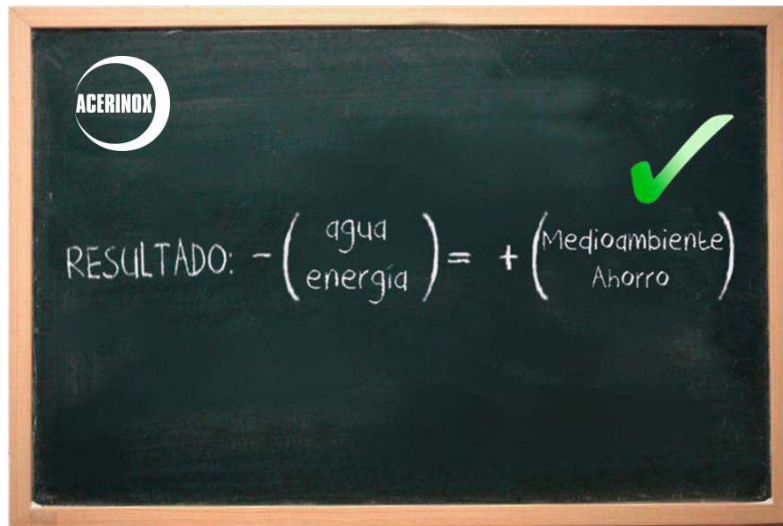 ACERINOX
RESULTADO: - ( agua energía ) = + ( Medioambiente Ahorro )